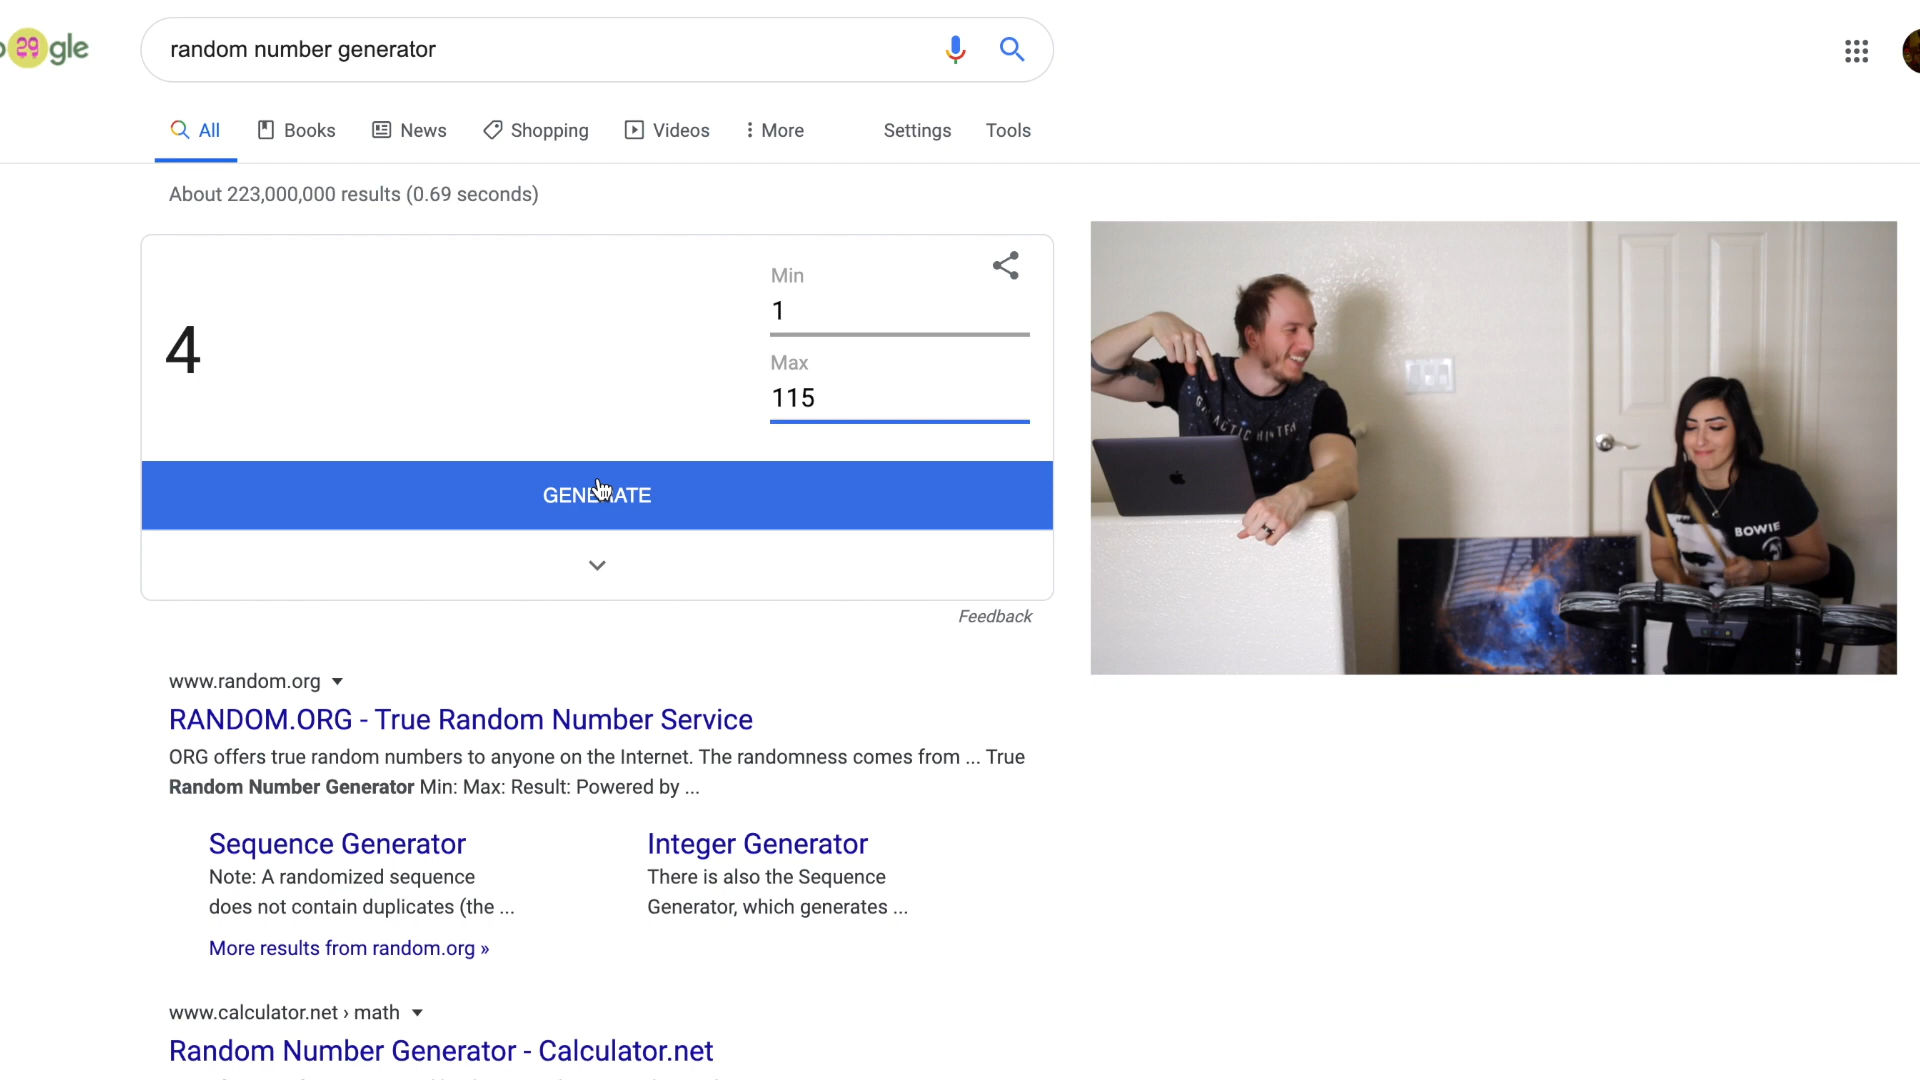 29 gle
random number generator
All Books News Shopping Videos More Settings Tools
About 223,000,000 results (0.69 seconds)
Min
1
4
Max
115
GENERATE
Feedback
www.random.org
RANDOM.ORG - True Random Number Service
ORG offers true random numbers to anyone on the Internet. The randomness comes from ... True
Random Number Generator Min: Max: Result: Powered by ...
Sequence Generator
Note: A randomized sequence
does not contain duplicates (the ...
Integer Generator
There is also the Sequence
Generator, which generates ...
More results from random.org »
www.calculator.net › math
Random Number Generator - Calculator.net
GALACTIC HUNTER
BOWIE